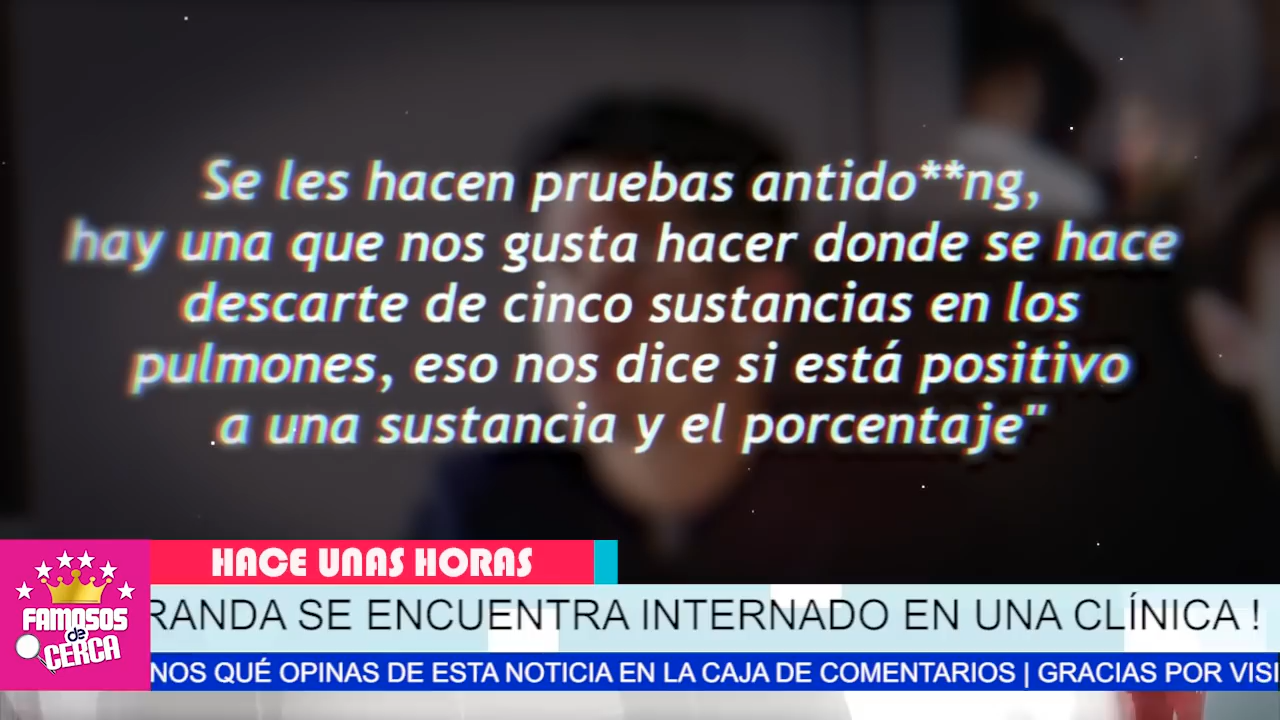 Se les hacen pruebas antido**ng,
hay una que nos gusta hacer donde se hace
descarte de cinco sustancias en los
pulmones, eso nos dice si está positivo
a una sustancia y el porcentaje"
HACE UNAS HORAS
FAMOSOS
de
CERCA
RANDA SE ENCUENTRA INTERNADO EN UNA CLÍNICA !
NOS QUÉ OPINAS DE ESTA NOTICIA EN LA CAJA DE COMENTARIOS | GRACIAS POR VISI